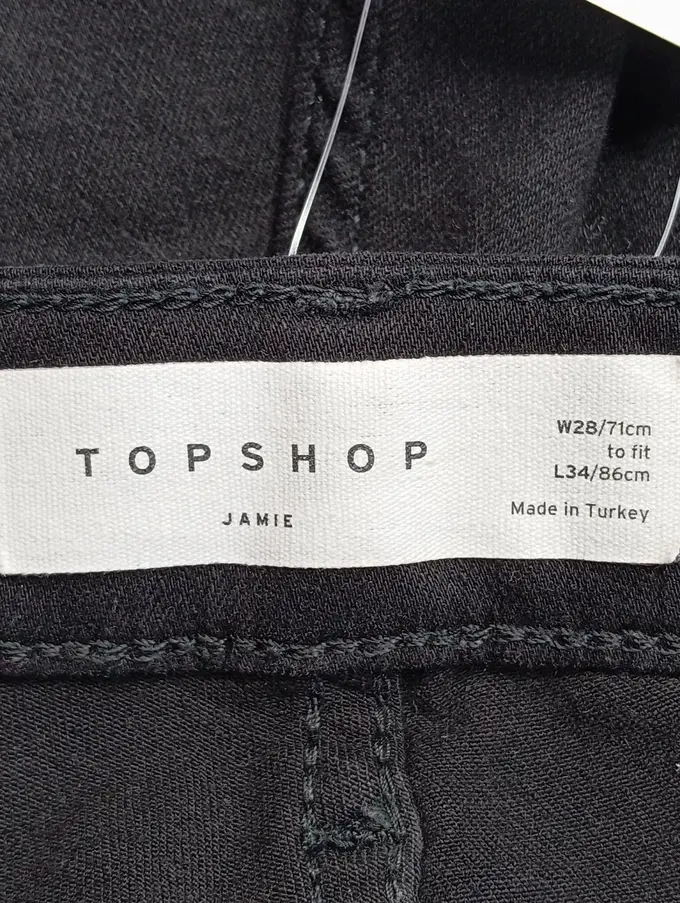 TOPSHOP
JAMIE
W28/71cm
to fit
L34/86cm
Made in Turkey